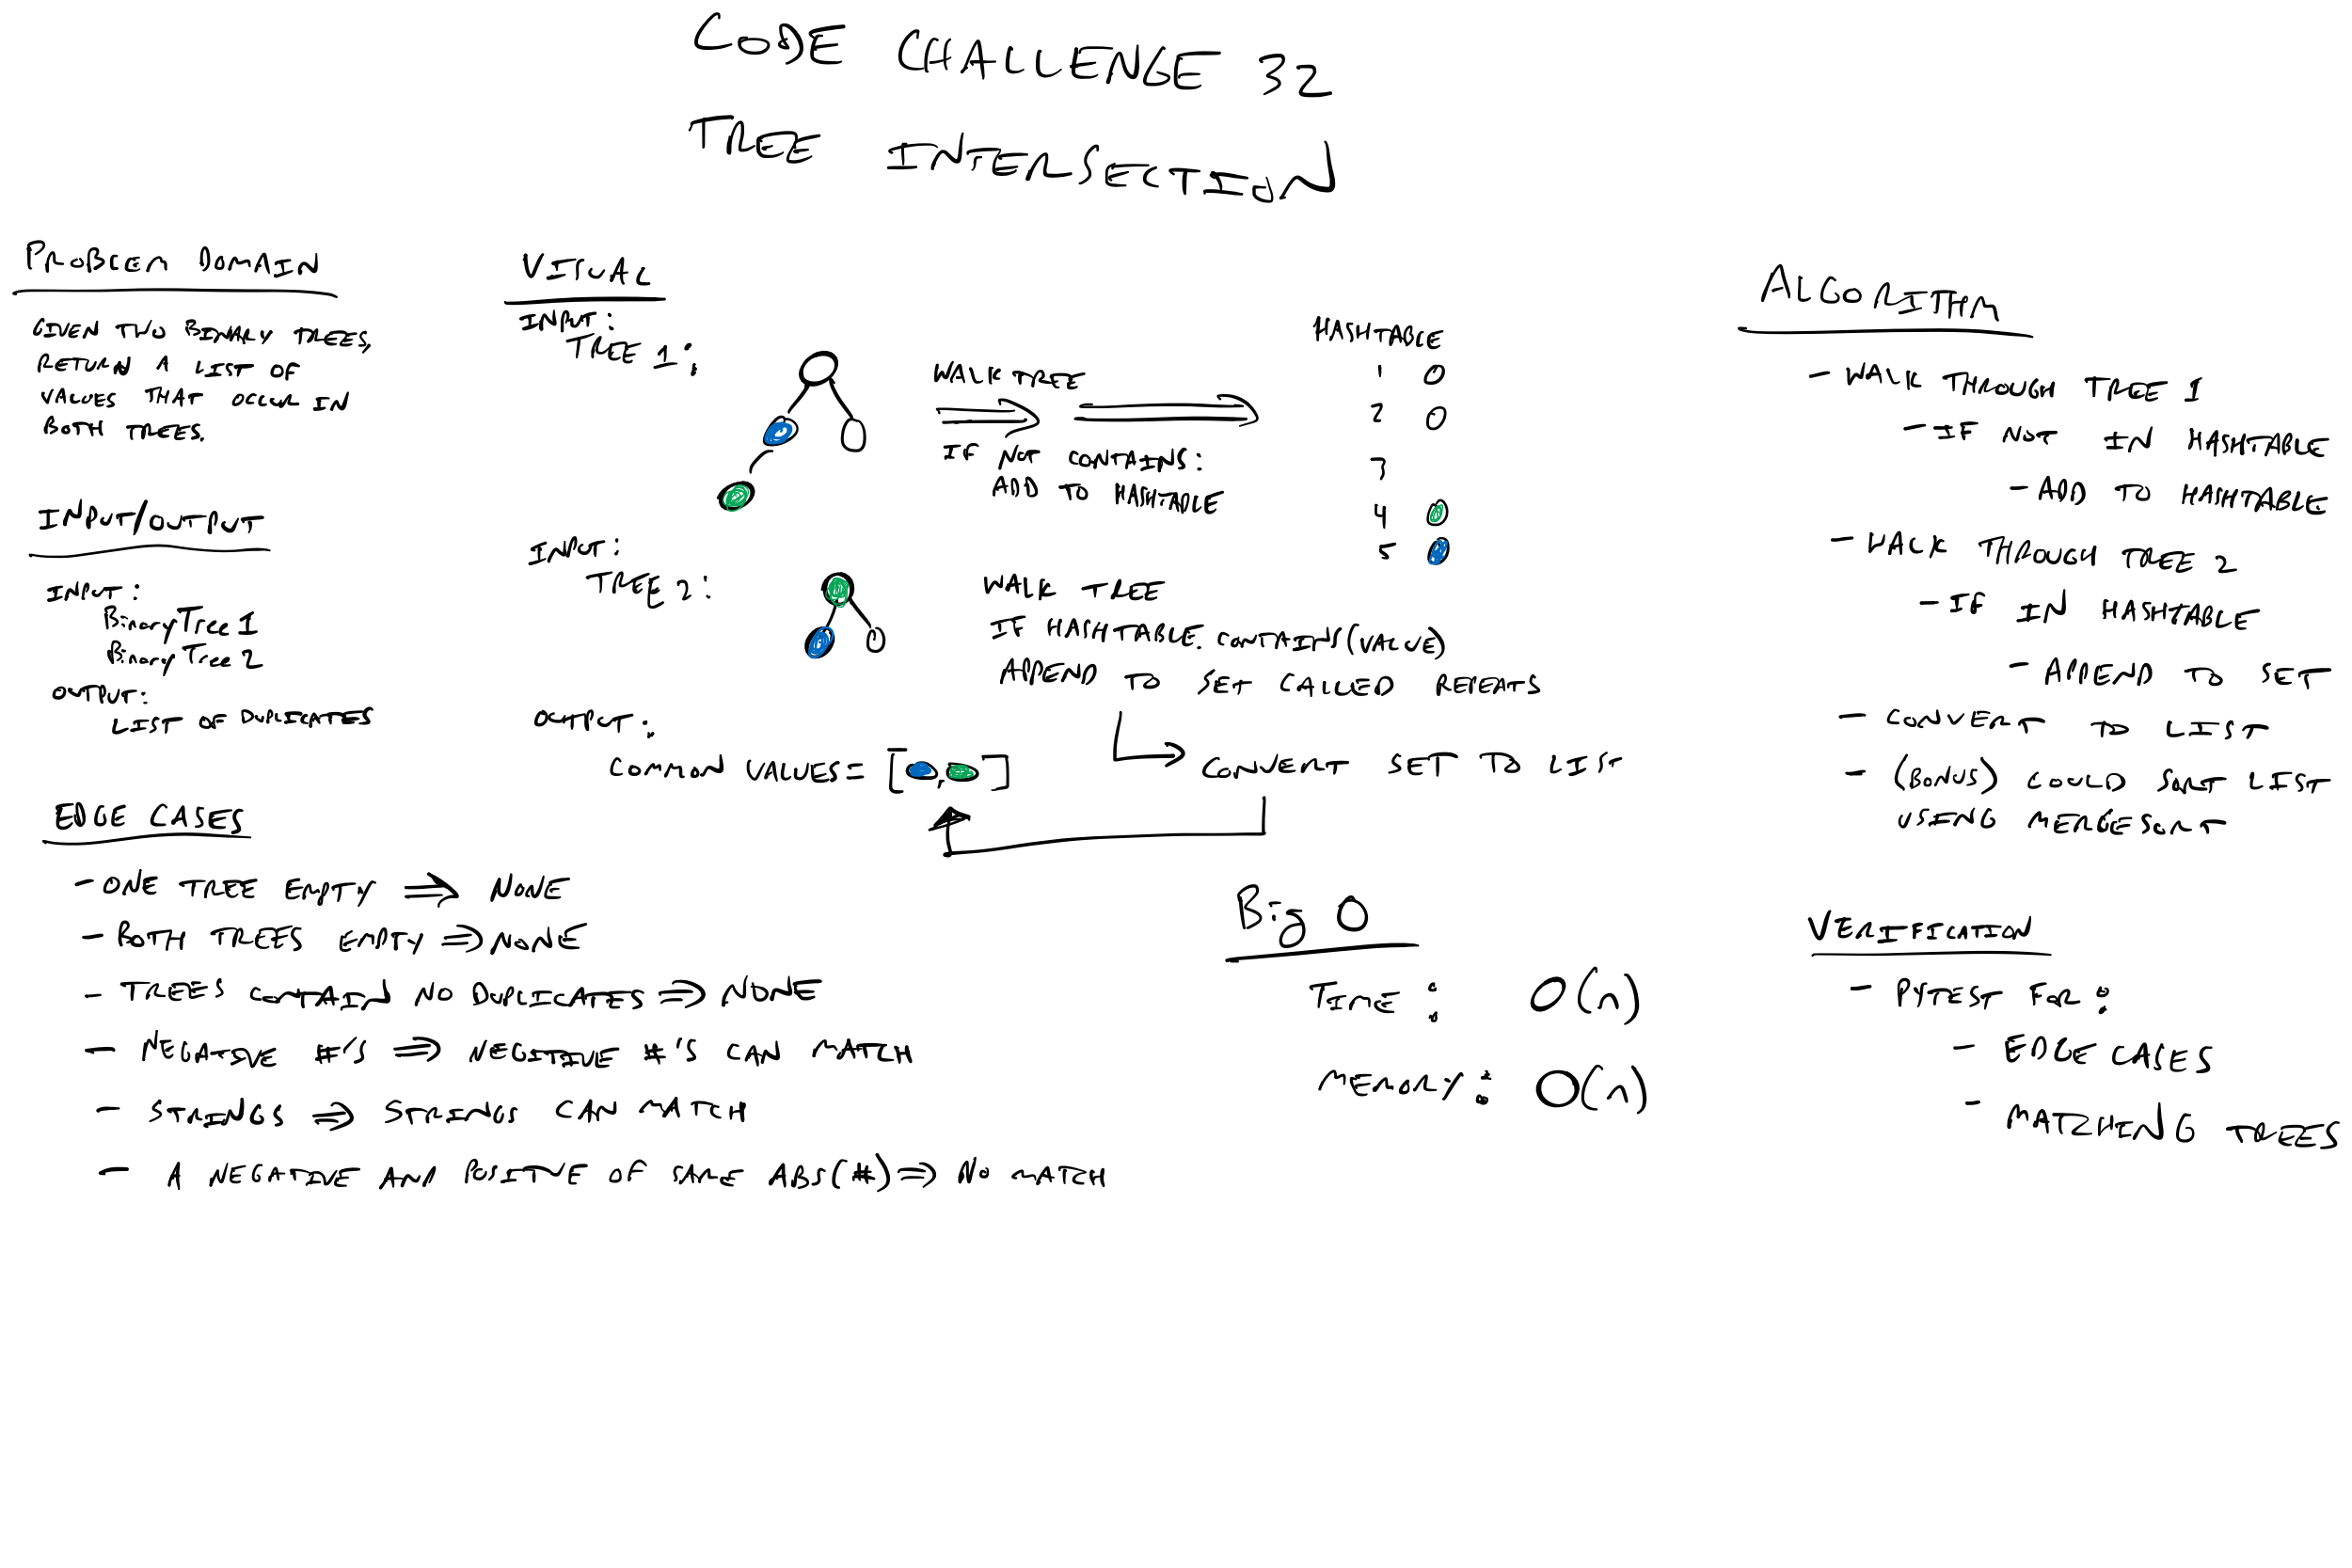 CODE CHALLENGE 32
TREE INTERSECTION
PROBLEM DOMAIN
GIVEN TWO BINARY TREES,
RETURN A LIST OF
VALUES THAT OCCUR IN
BOTH TREES.
INPUT/OUTPUT
INPUT:
BinaryTree 1
Binary Tree 2
OUTPUT:
LIST OF DUPLICATES
VISUAL
INPUT:
TREE 1:
WALK TREE
IF NOT CONTAINS:
ADD TO HASHTABLE
HASHTABLE
1
2
3
4
5
INPUT:
TREE 2:
WALK TREE
IF HASHTABLE.CONTAINS(VALUE)
APPEND TO SET CALLED REPEATS
CONVERT SET TO LIST
OUTPUT:
COMMON VALUES = [ , ]
EDGE CASES
- ONE TREE EMPTY => NONE
- BOTH TREES EMPTY => NONE
- TREES CONTAIN NO DUPLICATES => NONE
- NEGATIVE #'S => NEGITIVE #'S CAN MATCH
- STRINGS => STRINGS CAN MATCH
- A NEGATIVE AND POSITVE OF SAME ABS(#) => NO MATCH
Big O
TIME: O(n)
MEMORY: O(n)
ALGORITHM
- WALK THROUGH TREE 1
- IF NOT IN HASHTABLE
- ADD TO HASHTABLE
- WALK THROUGH TREE 2
- IF IN HASHTABLE
- APPEND TO SET
- CONVERT TO LIST
- (BONUS) COULD SORT LIST
USING MERGESORT
VERIFICATION
- PYTEST FOR:
- EDGE CASES
- MATCHING TREES